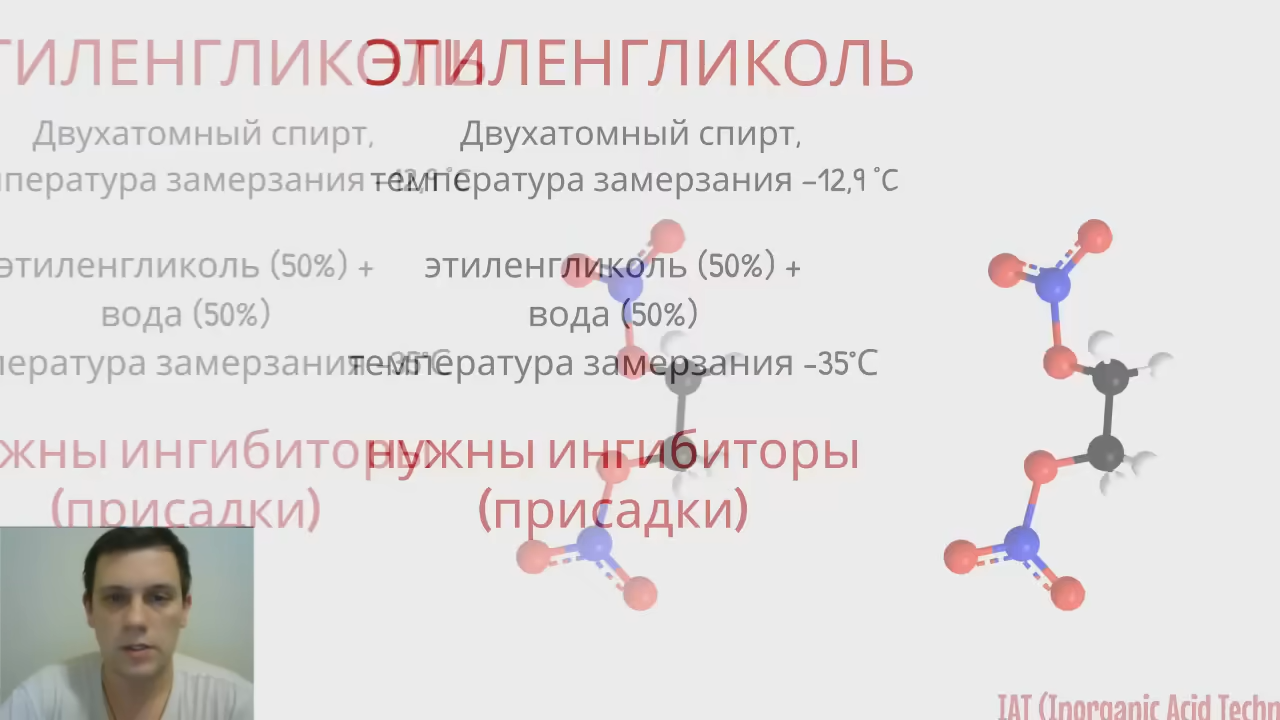 ЭТИЛЕНГЛИКОЛЬ
Двухатомный спирт,
температура замерзания –12,9 °C
этиленгликоль (50%) +
вода (50%)
температура замерзания –35°C
нужны ингибиторы
(присадки)
IAT (Inorganic Acid Techn